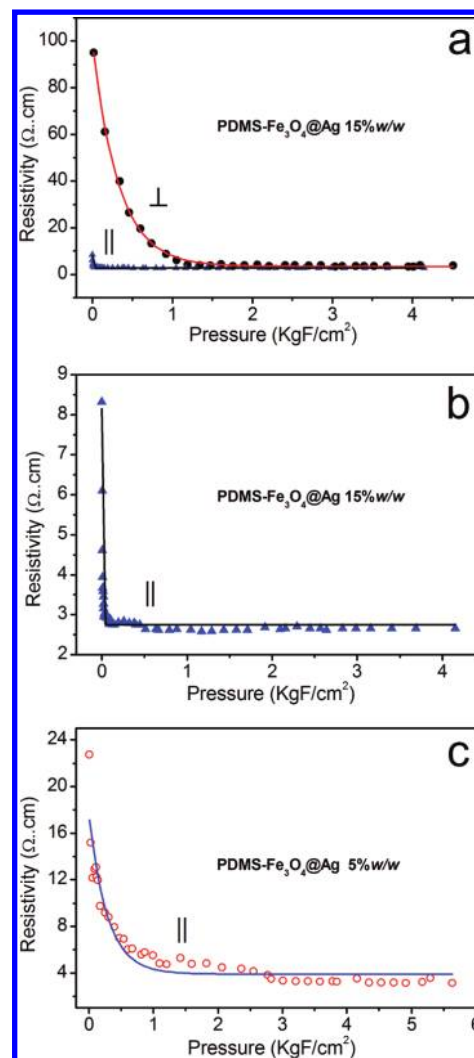 a
100
80
60
40
20
0
Resistivity (Ω..cm)
PDMS-Fe₃O₄@Ag 15%w/w
⊥
||
0 1 2 3 4
Pressure (KgF/cm²)
b
9
8
7
6
5
4
3
2
Resistivity (Ω..cm)
PDMS-Fe₃O₄@Ag 15%w/w
||
0 1 2 3 4
Pressure (KgF/cm²)
c
24
20
16
12
8
4
Resistivity (Ω..cm)
PDMS-Fe₃O₄@Ag 5%w/w
||
0 1 2 3 4 5 6
Pressure (KgF/cm²)